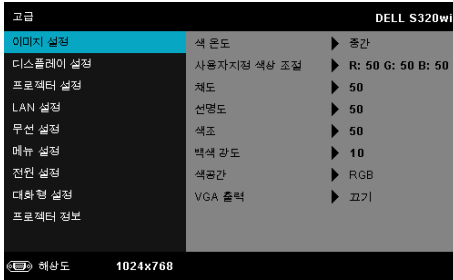 고급 DELL S320wi
이미지 설정 색 온도 중간
디스플레이 설정 사용자지정 색상 조절 R: 50 G: 50 B: 50
프로젝터 설정 채도 50
LAN 설정 선명도 50
무선 설정 색조 50
메뉴 설정 백색 강도 10
전원 설정 색공간 RGB
대화형 설정 VGA 출력 끄기
프로젝터 정보
해상도 1024x768